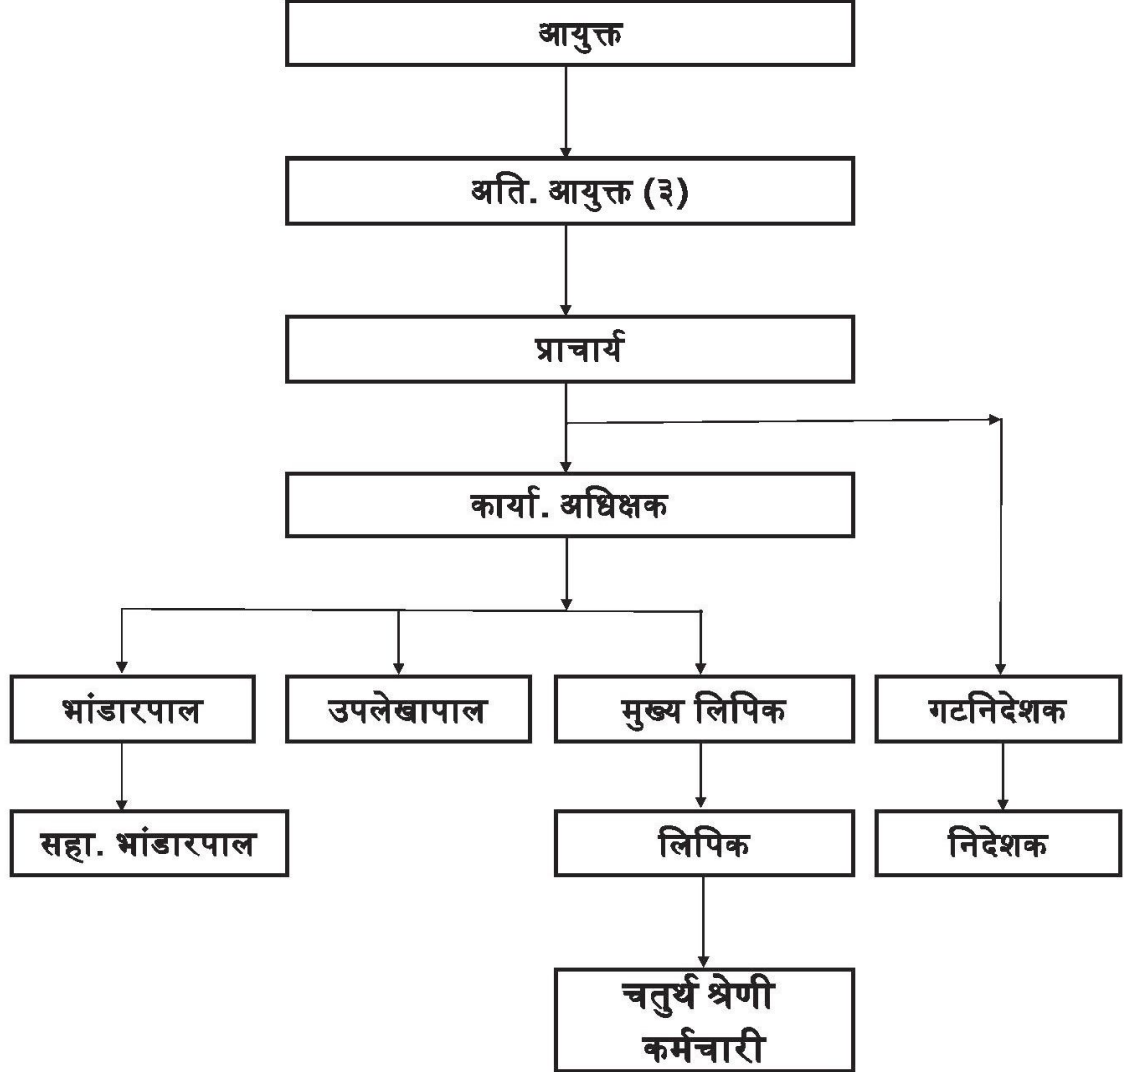 आयुक्त
अति. आयुक्त (३)
प्राचार्य
कार्या. अधिक्षक
भांडारपाल
उपलेखापाल
मुख्य लिपिक
गटनिदेशक
सहा. भांडारपाल
लिपिक
निदेशक
चतुर्थ श्रेणी
कर्मचारी